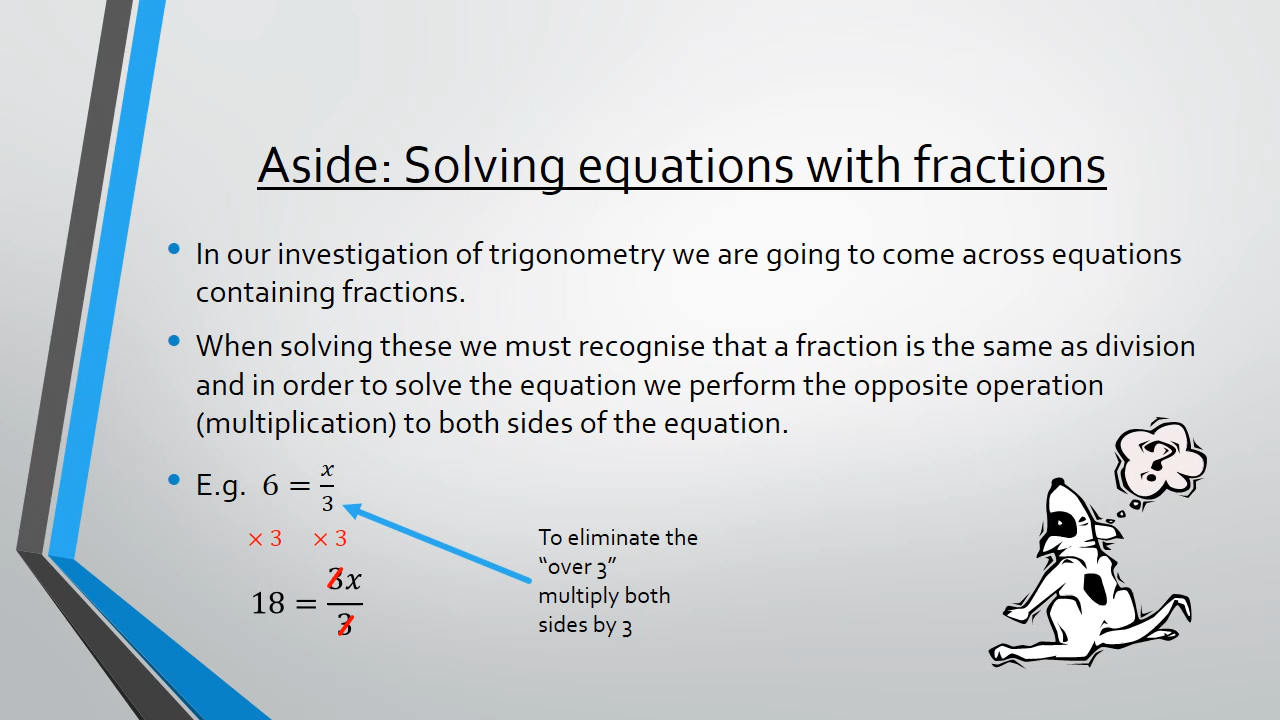 Aside: Solving equations with fractions
• In our investigation of trigonometry we are going to come across equations
containing fractions.
• When solving these we must recognise that a fraction is the same as division
and in order to solve the equation we perform the opposite operation
(multiplication) to both sides of the equation.
• E.g. 6 = x/3
× 3 × 3
18 = 3x/3
To eliminate the
“over 3”
multiply both
sides by 3
?